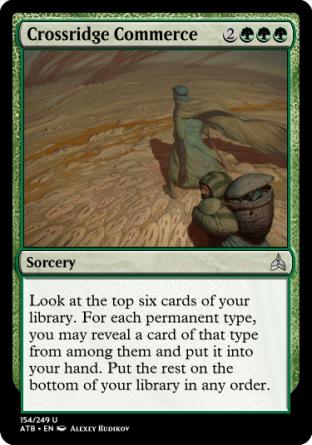 Crossridge Commerce 2
Sorcery
Look at the top six cards of your
library. For each permanent type,
you may reveal a card of that
type from among them and put it into
your hand. Put the rest on the
bottom of your library in any order.
154/249 U
ATB • EN Alexey Rudikov